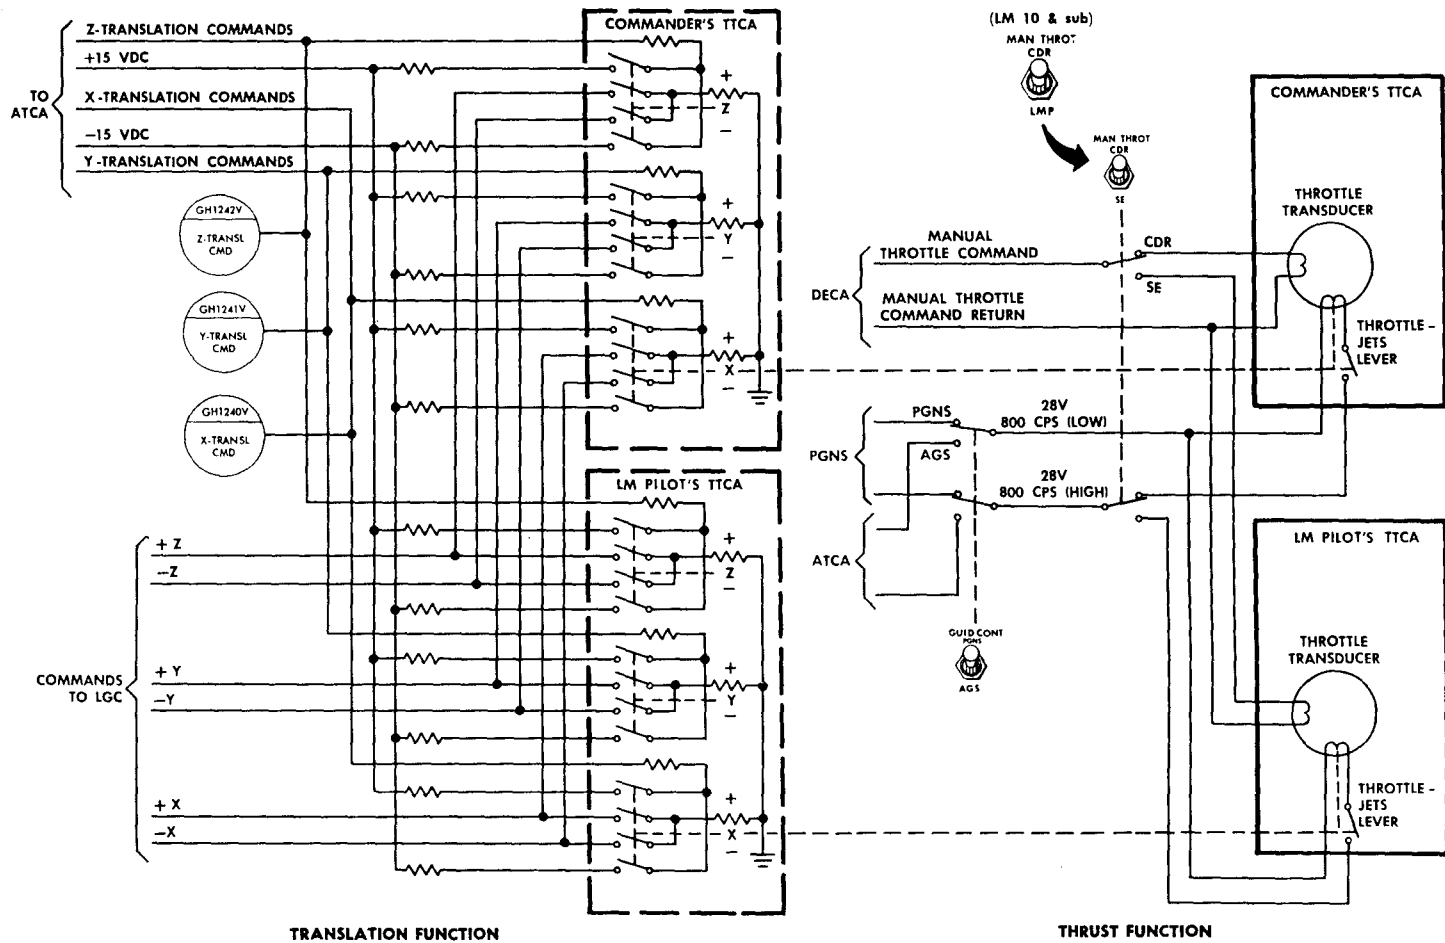 Z-TRANSLATION COMMANDS
+15 VDC
X-TRANSLATION COMMANDS
−15 VDC
Y-TRANSLATION COMMANDS
TO
ATCA
GH1242V
Z-TRANSL
CMD
GH1241V
Y-TRANSL
CMD
GH1240V
X-TRANSL
CMD
COMMANDER'S TTCA
+
Z
−
+
Y
−
+
X
−
LM PILOT'S TTCA
+
Z
−
+
Y
−
+
X
−
+ Z
−Z
+ Y
−Y
+ X
−X
COMMANDS
TO LGC
TRANSLATION FUNCTION
(LM 10 & sub)
MAN THROT
CDR
LMP
MAN THROT
CDR
SE
COMMANDER'S TTCA
THROTTLE
TRANSDUCER
THROTTLE-
JETS
LEVER
MANUAL
THROTTLE COMMAND
CDR
SE
DECA
MANUAL THROTTLE
COMMAND RETURN
PGNS
PGNS
AGS
28V
800 CPS (LOW)
28V
800 CPS (HIGH)
ATCA
GUID CONT
PGNS
AGS
LM PILOT'S TTCA
THROTTLE
TRANSDUCER
THROTTLE-
JETS
LEVER
THRUST FUNCTION